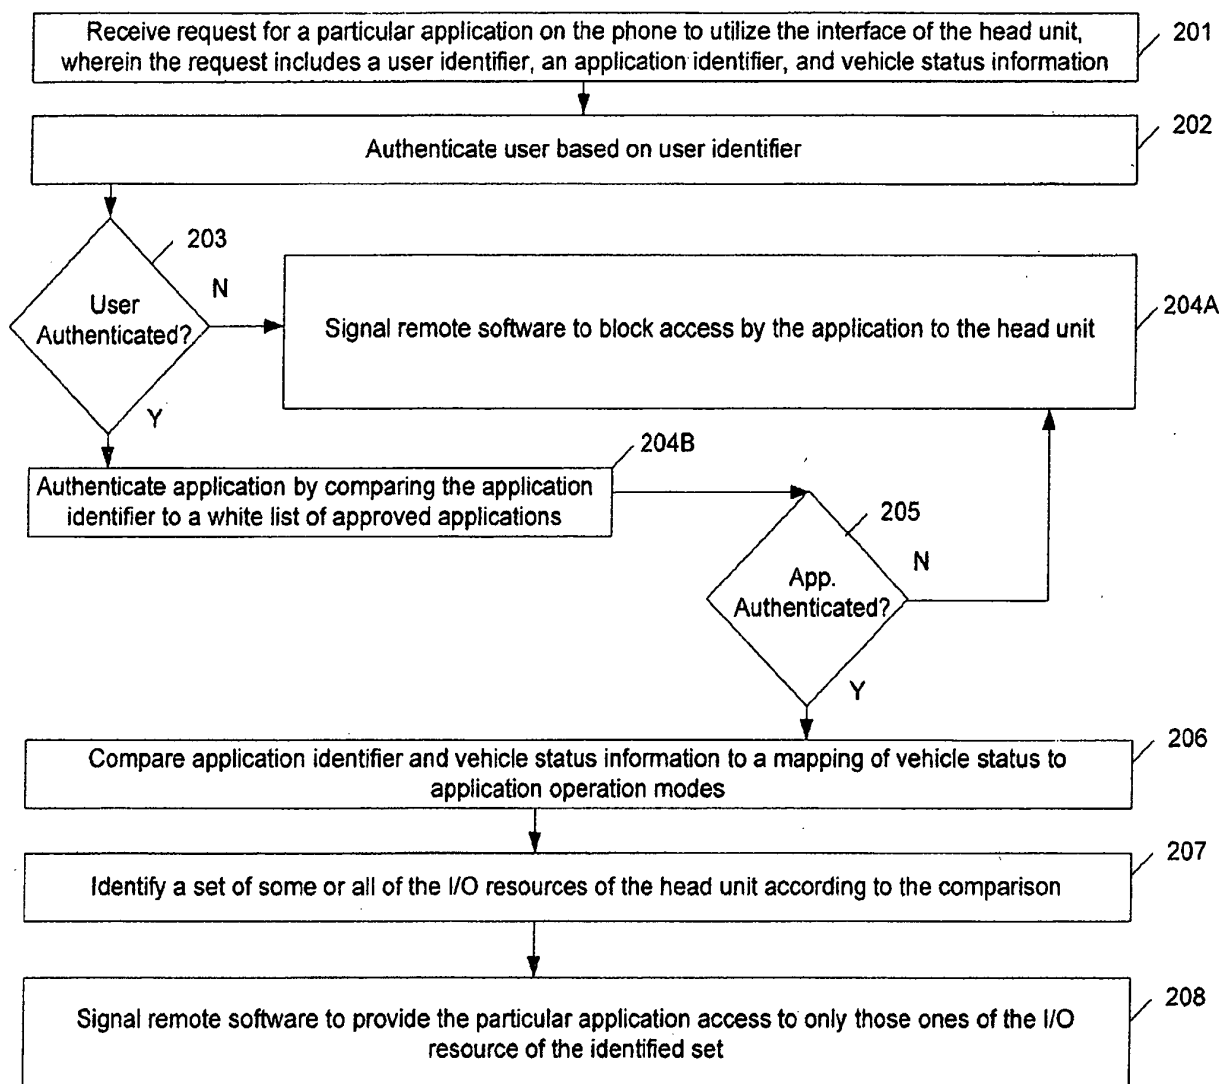 Receive request for a particular application on the phone to utilize the interface of the head unit,
wherein the request includes a user identifier, an application identifier, and vehicle status information
201
202
Authenticate user based on user identifier
203
User
Authenticated?
N
Y
Signal remote software to block access by the application to the head unit
204A
204B
Authenticate application by comparing the application
identifier to a white list of approved applications
205
App.
Authenticated?
N
Y
206
Compare application identifier and vehicle status information to a mapping of vehicle status to
application operation modes
207
Identify a set of some or all of the I/O resources of the head unit according to the comparison
208
Signal remote software to provide the particular application access to only those ones of the I/O
resource of the identified set